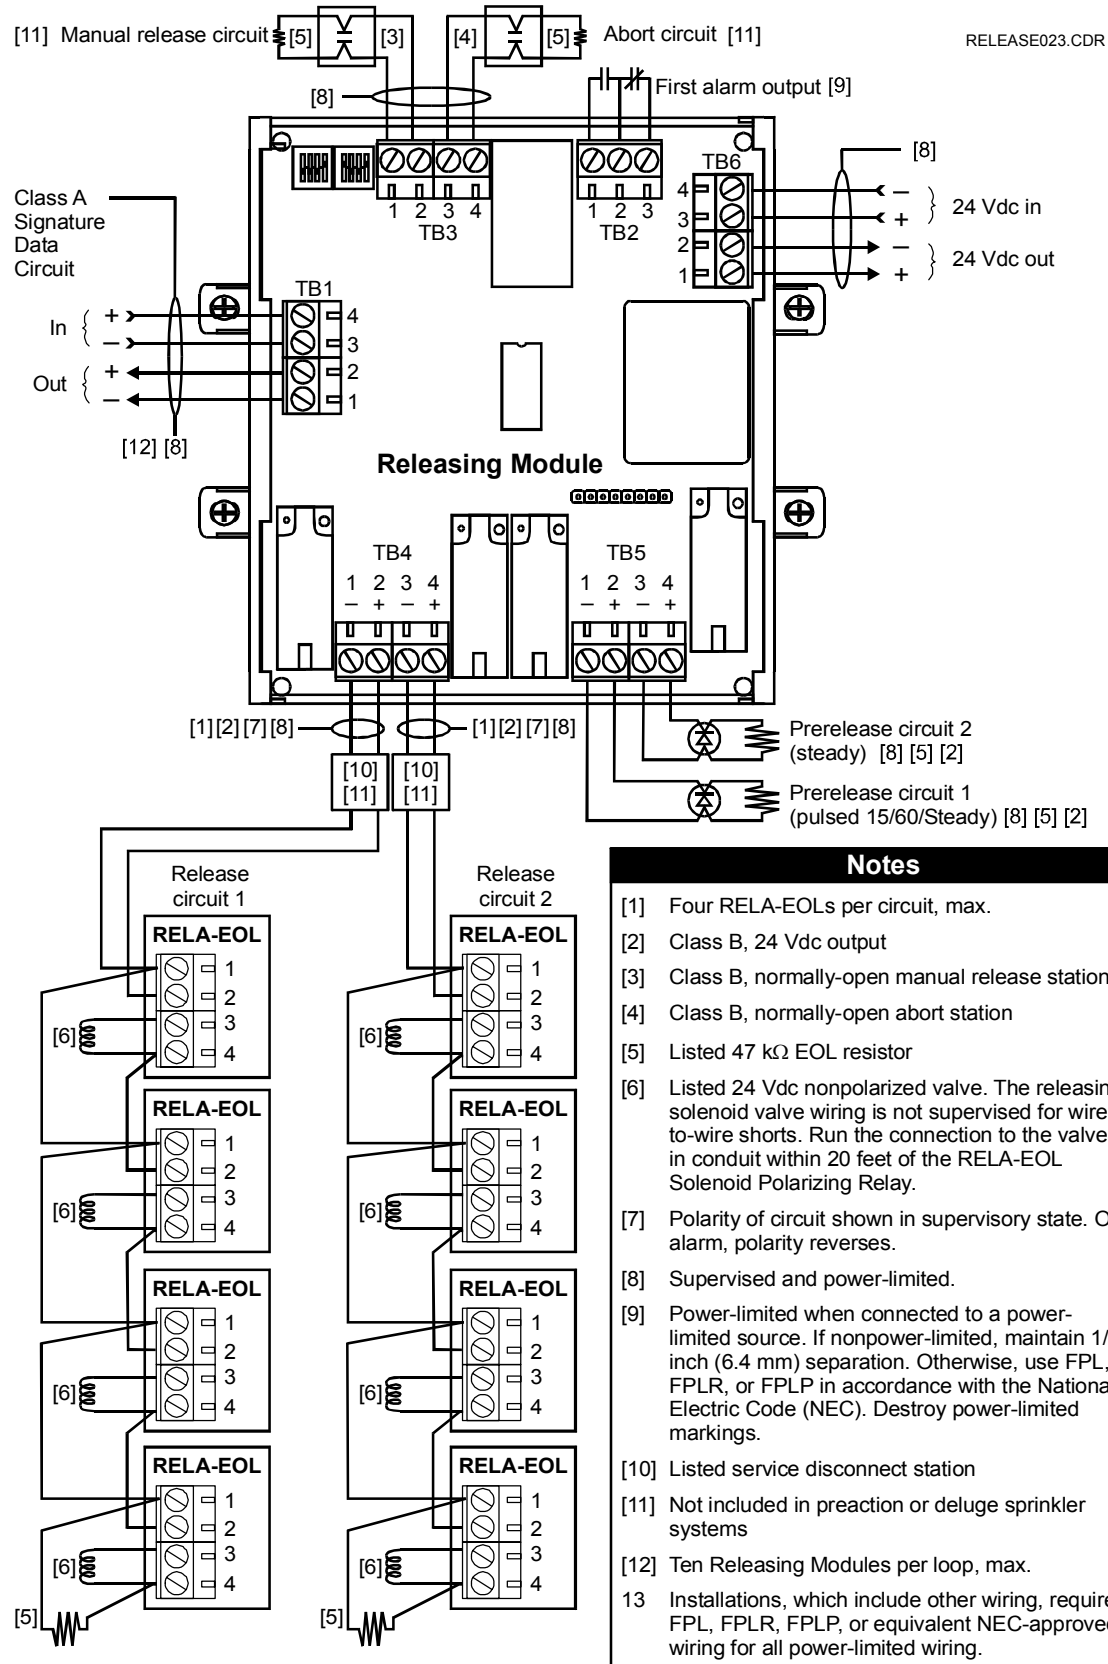 [11] Manual release circuit [5] [3] [4] [5] Abort circuit [11]
RELEASE023.CDR
[8]
First alarm output [9]
[8]
TB6
4 –
3 + } 24 Vdc in
2 –
1 + } 24 Vdc out
1 2 3 4
TB3
1 2 3
TB2
Class A
Signature
Data
Circuit
TB1
In { + 4
– 3
Out { + 2
– 1
[12] [8]
Releasing Module
TB4
1 2 3 4
– + – +
TB5
1 2 3 4
– + – +
[1] [2] [7] [8]
[1] [2] [7] [8]
[10]
[11]
[10]
[11]
Prerelease circuit 2
(steady) [8] [5] [2]
Prerelease circuit 1
(pulsed 15/60/Steady) [8] [5] [2]
Release
circuit 1
RELA-EOL
1
2
[6] 3
4
RELA-EOL
1
2
[6] 3
4
RELA-EOL
1
2
[6] 3
4
RELA-EOL
1
2
[6] 3
4
[5]
Release
circuit 2
RELA-EOL
1
2
[6] 3
4
RELA-EOL
1
2
[6] 3
4
RELA-EOL
1
2
[6] 3
4
RELA-EOL
1
2
[6] 3
4
[5]
Notes
[1] Four RELA-EOLs per circuit, max.
[2] Class B, 24 Vdc output
[3] Class B, normally-open manual release station
[4] Class B, normally-open abort station
[5] Listed 47 kΩ EOL resistor
[6] Listed 24 Vdc nonpolarized valve. The
solenoid valve wiring is not supervised for wire
to-wire shorts. Run the connection to the valve
in conduit within 20 feet of the RELA-EOL
Solenoid Polarizing Relay.
[7] Polarity of circuit shown in supervisory state.
alarm, polarity reverses.
[8] Supervised and power-limited.
[9] Power-limited when connected to a power-
limited source. If nonpower-limited, maintain
inch (6.4 mm) separation. Otherwise, use FPL,
FPLR, or FPLP in accordance with the
Electric Code (NEC). Destroy power-limited
markings.
[10] Listed service disconnect station
[11] Not included in preaction or deluge sprinkler
systems
[12] Ten Releasing Modules per loop, max.
13 Installations, which include other wiring, require
FPL, FPLR, FPLP, or equivalent NEC-approved
wiring for all power-limited wiring.